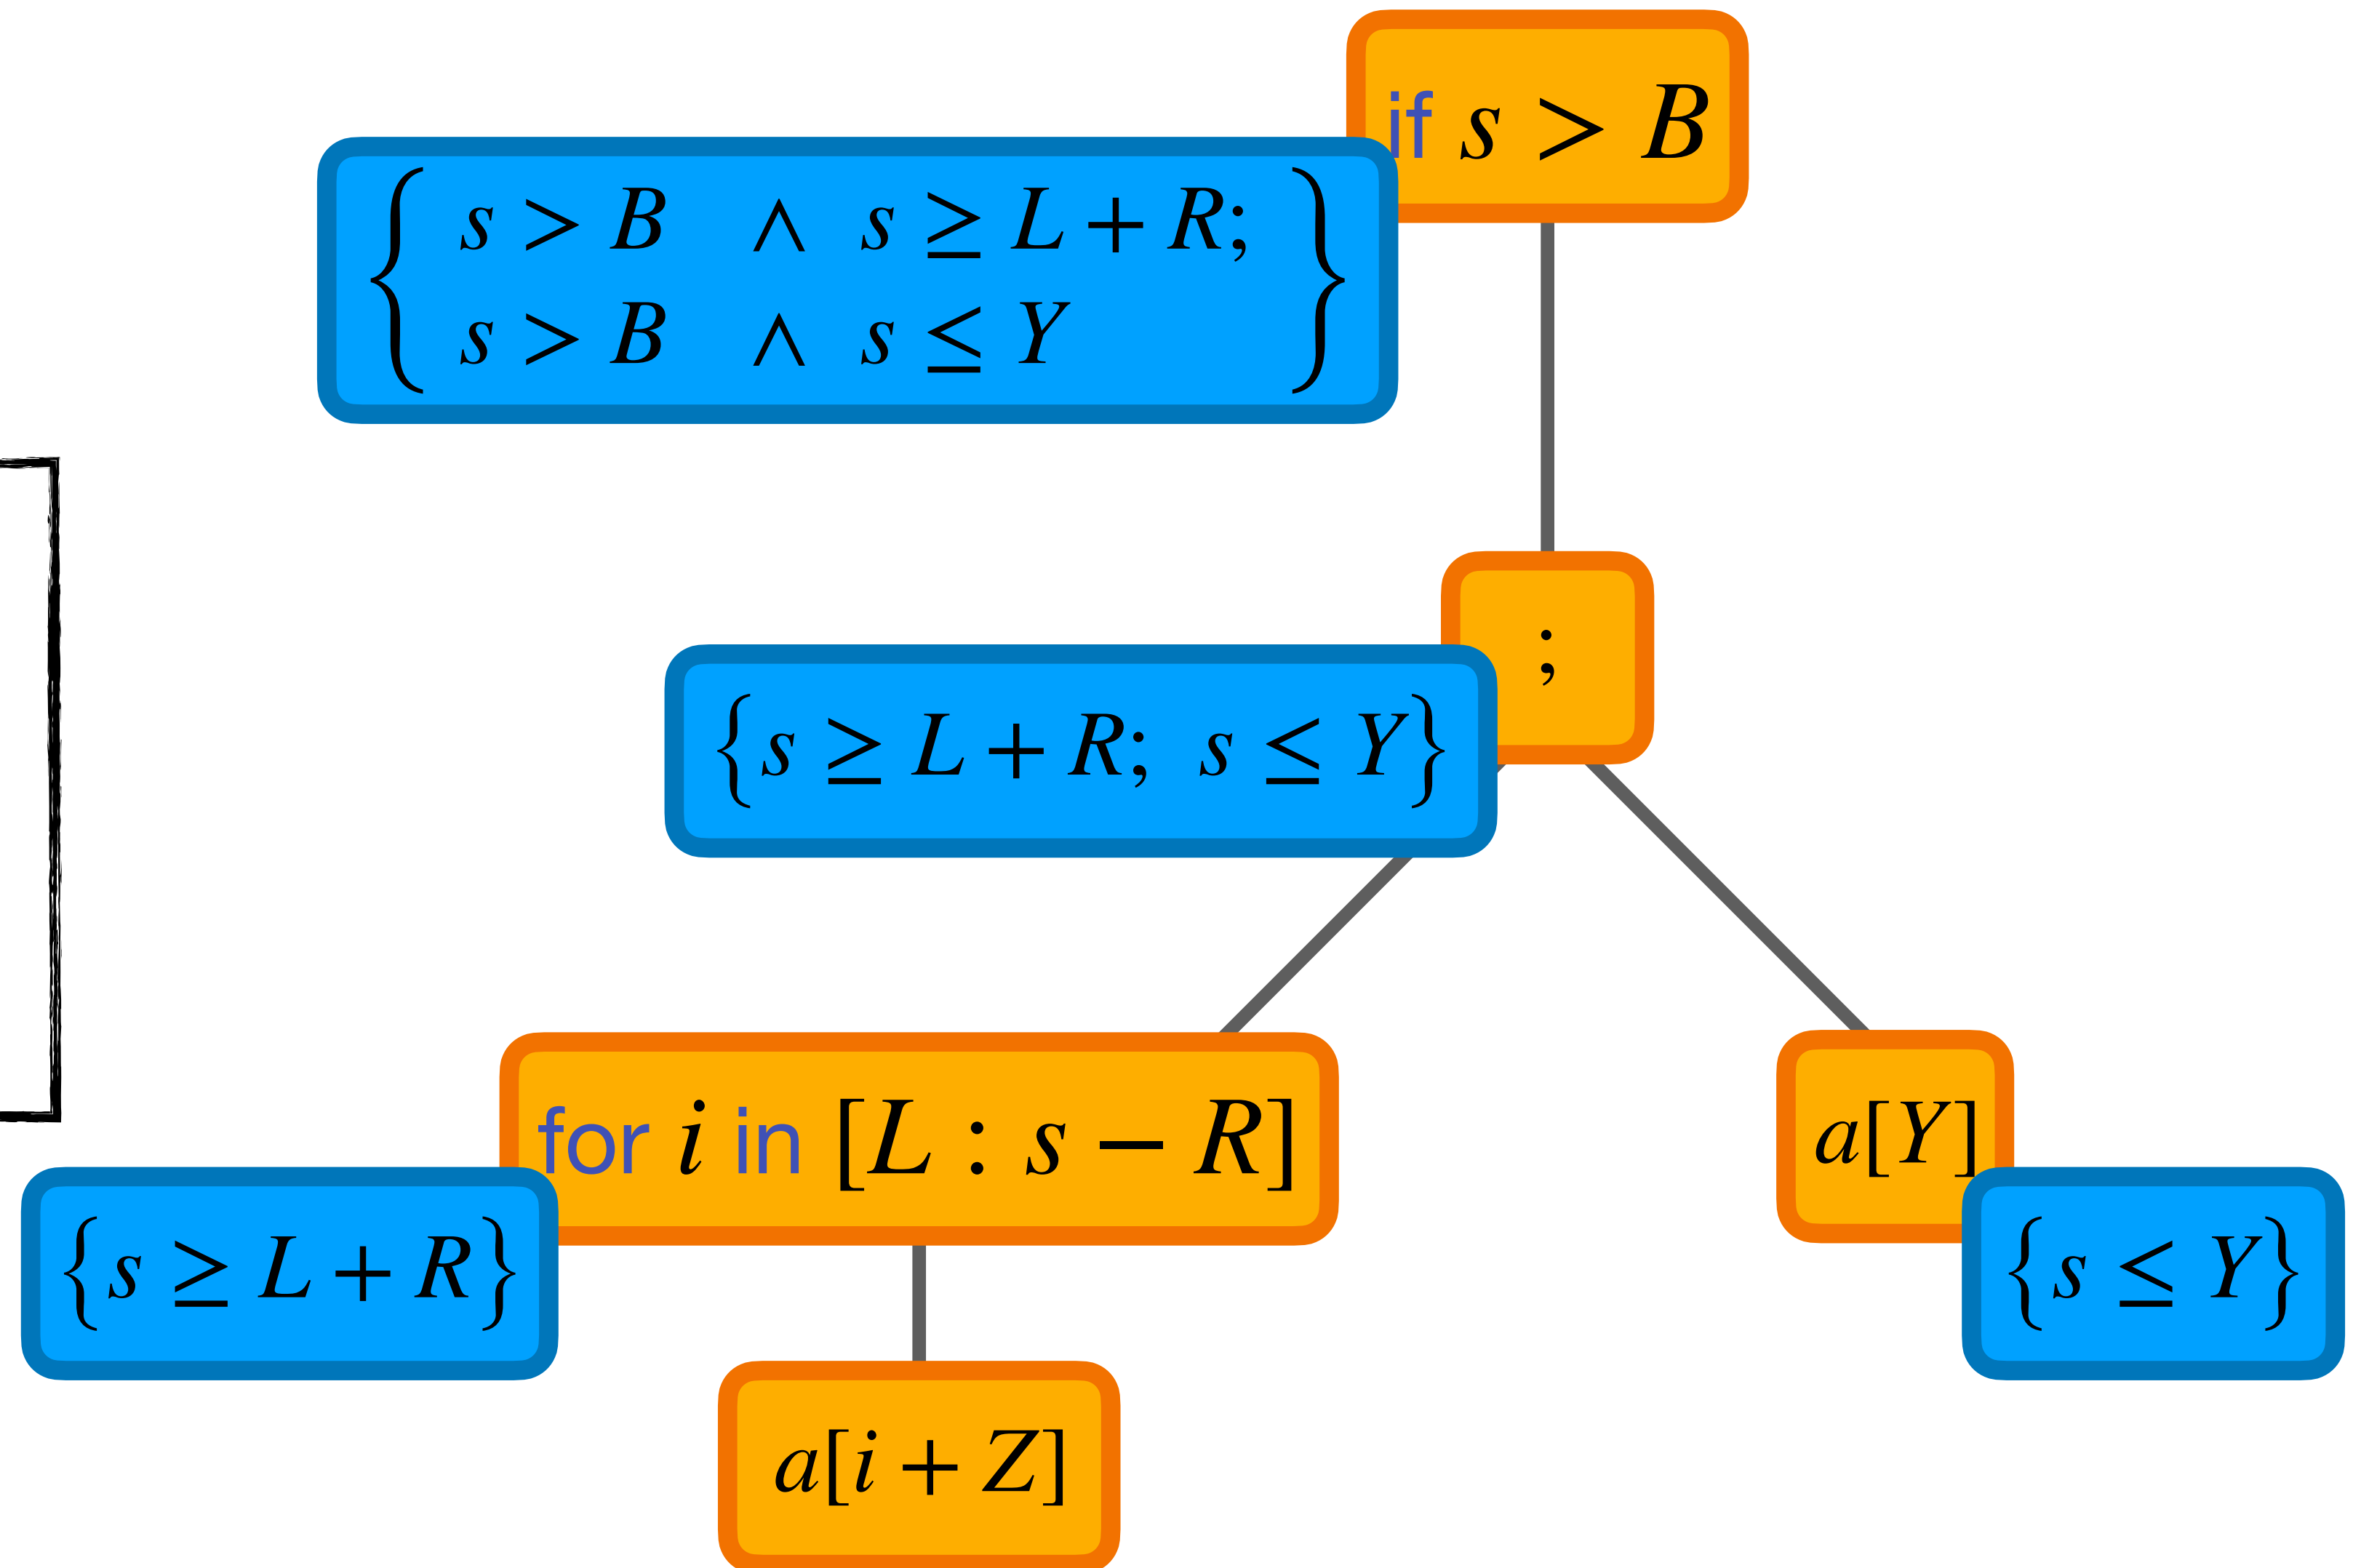 if s > B
{ s > B ∧ s ≥ L + R;
s > B ∧ s ≤ Y }
;
{s ≥ L + R; s ≤ Y}
for i in [L : s − R]
a[Y]
{s ≥ L + R}
{s ≤ Y}
a[i + Z]